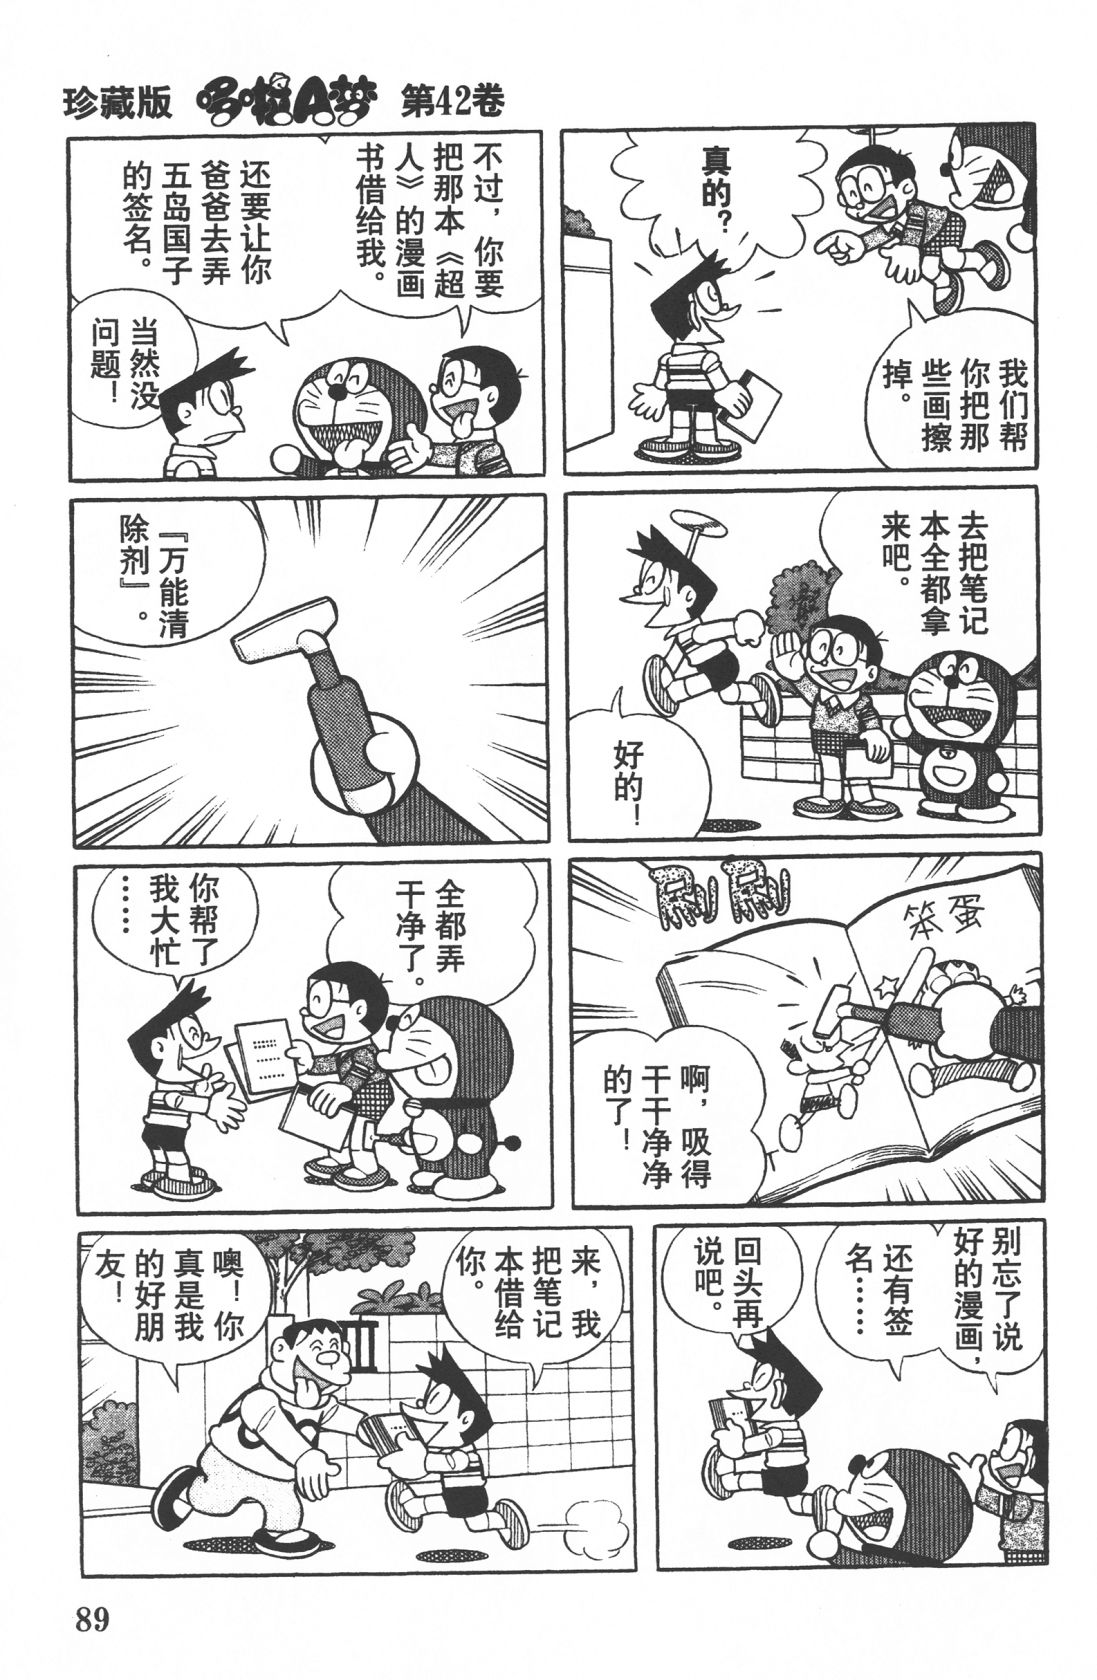 珍藏版 哆啦A梦 第42卷
真的？
我们帮
你把那
些画擦
掉。
不过，你要
把那本《超
人》的漫画
书借给我。
还要让你
爸爸去弄
五岛国子
的签名。
当然没
问题！
去把笔记
本全都拿
来吧。
好的！
『万能清
除剂』。
刷刷
笨蛋
啊，吸得
干干净净
的了！
全都弄
干净了。
你帮了
我大忙
……
别忘了说
好的漫画，
还有签
名……
回头再
说吧。
来，我
把笔记
本借给
你。
噢！你
真是我
的好朋
友！
89